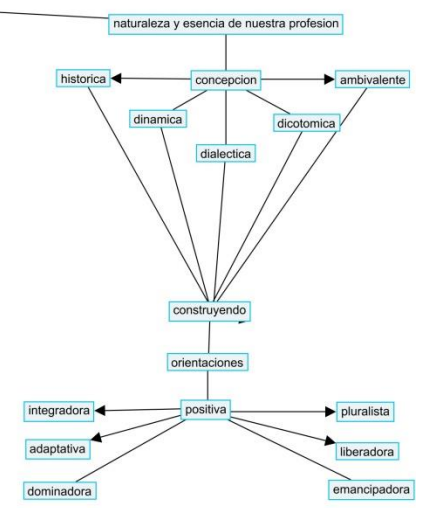 naturaleza y esencia de nuestra profesion
historica
concepcion
ambivalente
dinamica
dicotomica
dialectica
construyendo
orientaciones
integradora
positiva
pluralista
adaptativa
liberadora
dominadora
emancipadora